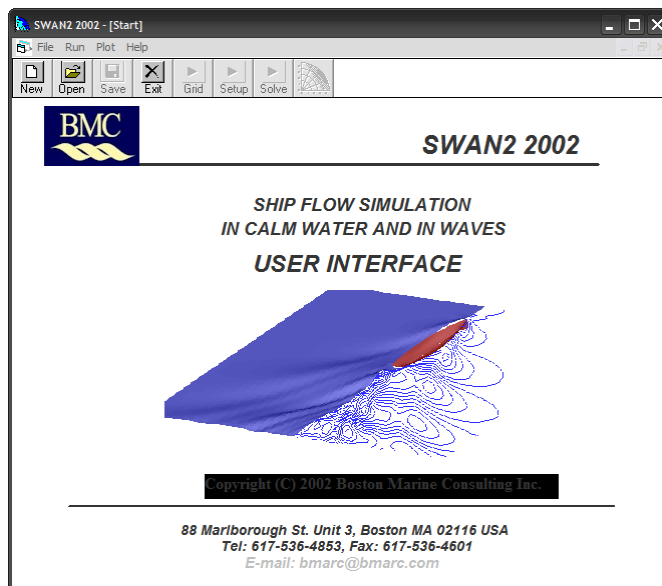 SWAN2 2002 - [Start]
File Run Plot Help
New Open Save Exit Grid Setup Solve
BMC
SWAN2 2002
SHIP FLOW SIMULATION
IN CALM WATER AND IN WAVES
USER INTERFACE
Copyright (C) 2002 Boston Marine Consulting Inc.
88 Marlborough St. Unit 3, Boston MA 02116 USA
Tel: 617-536-4853, Fax: 617-536-4601
E-mail: bmarc@bmarc.com